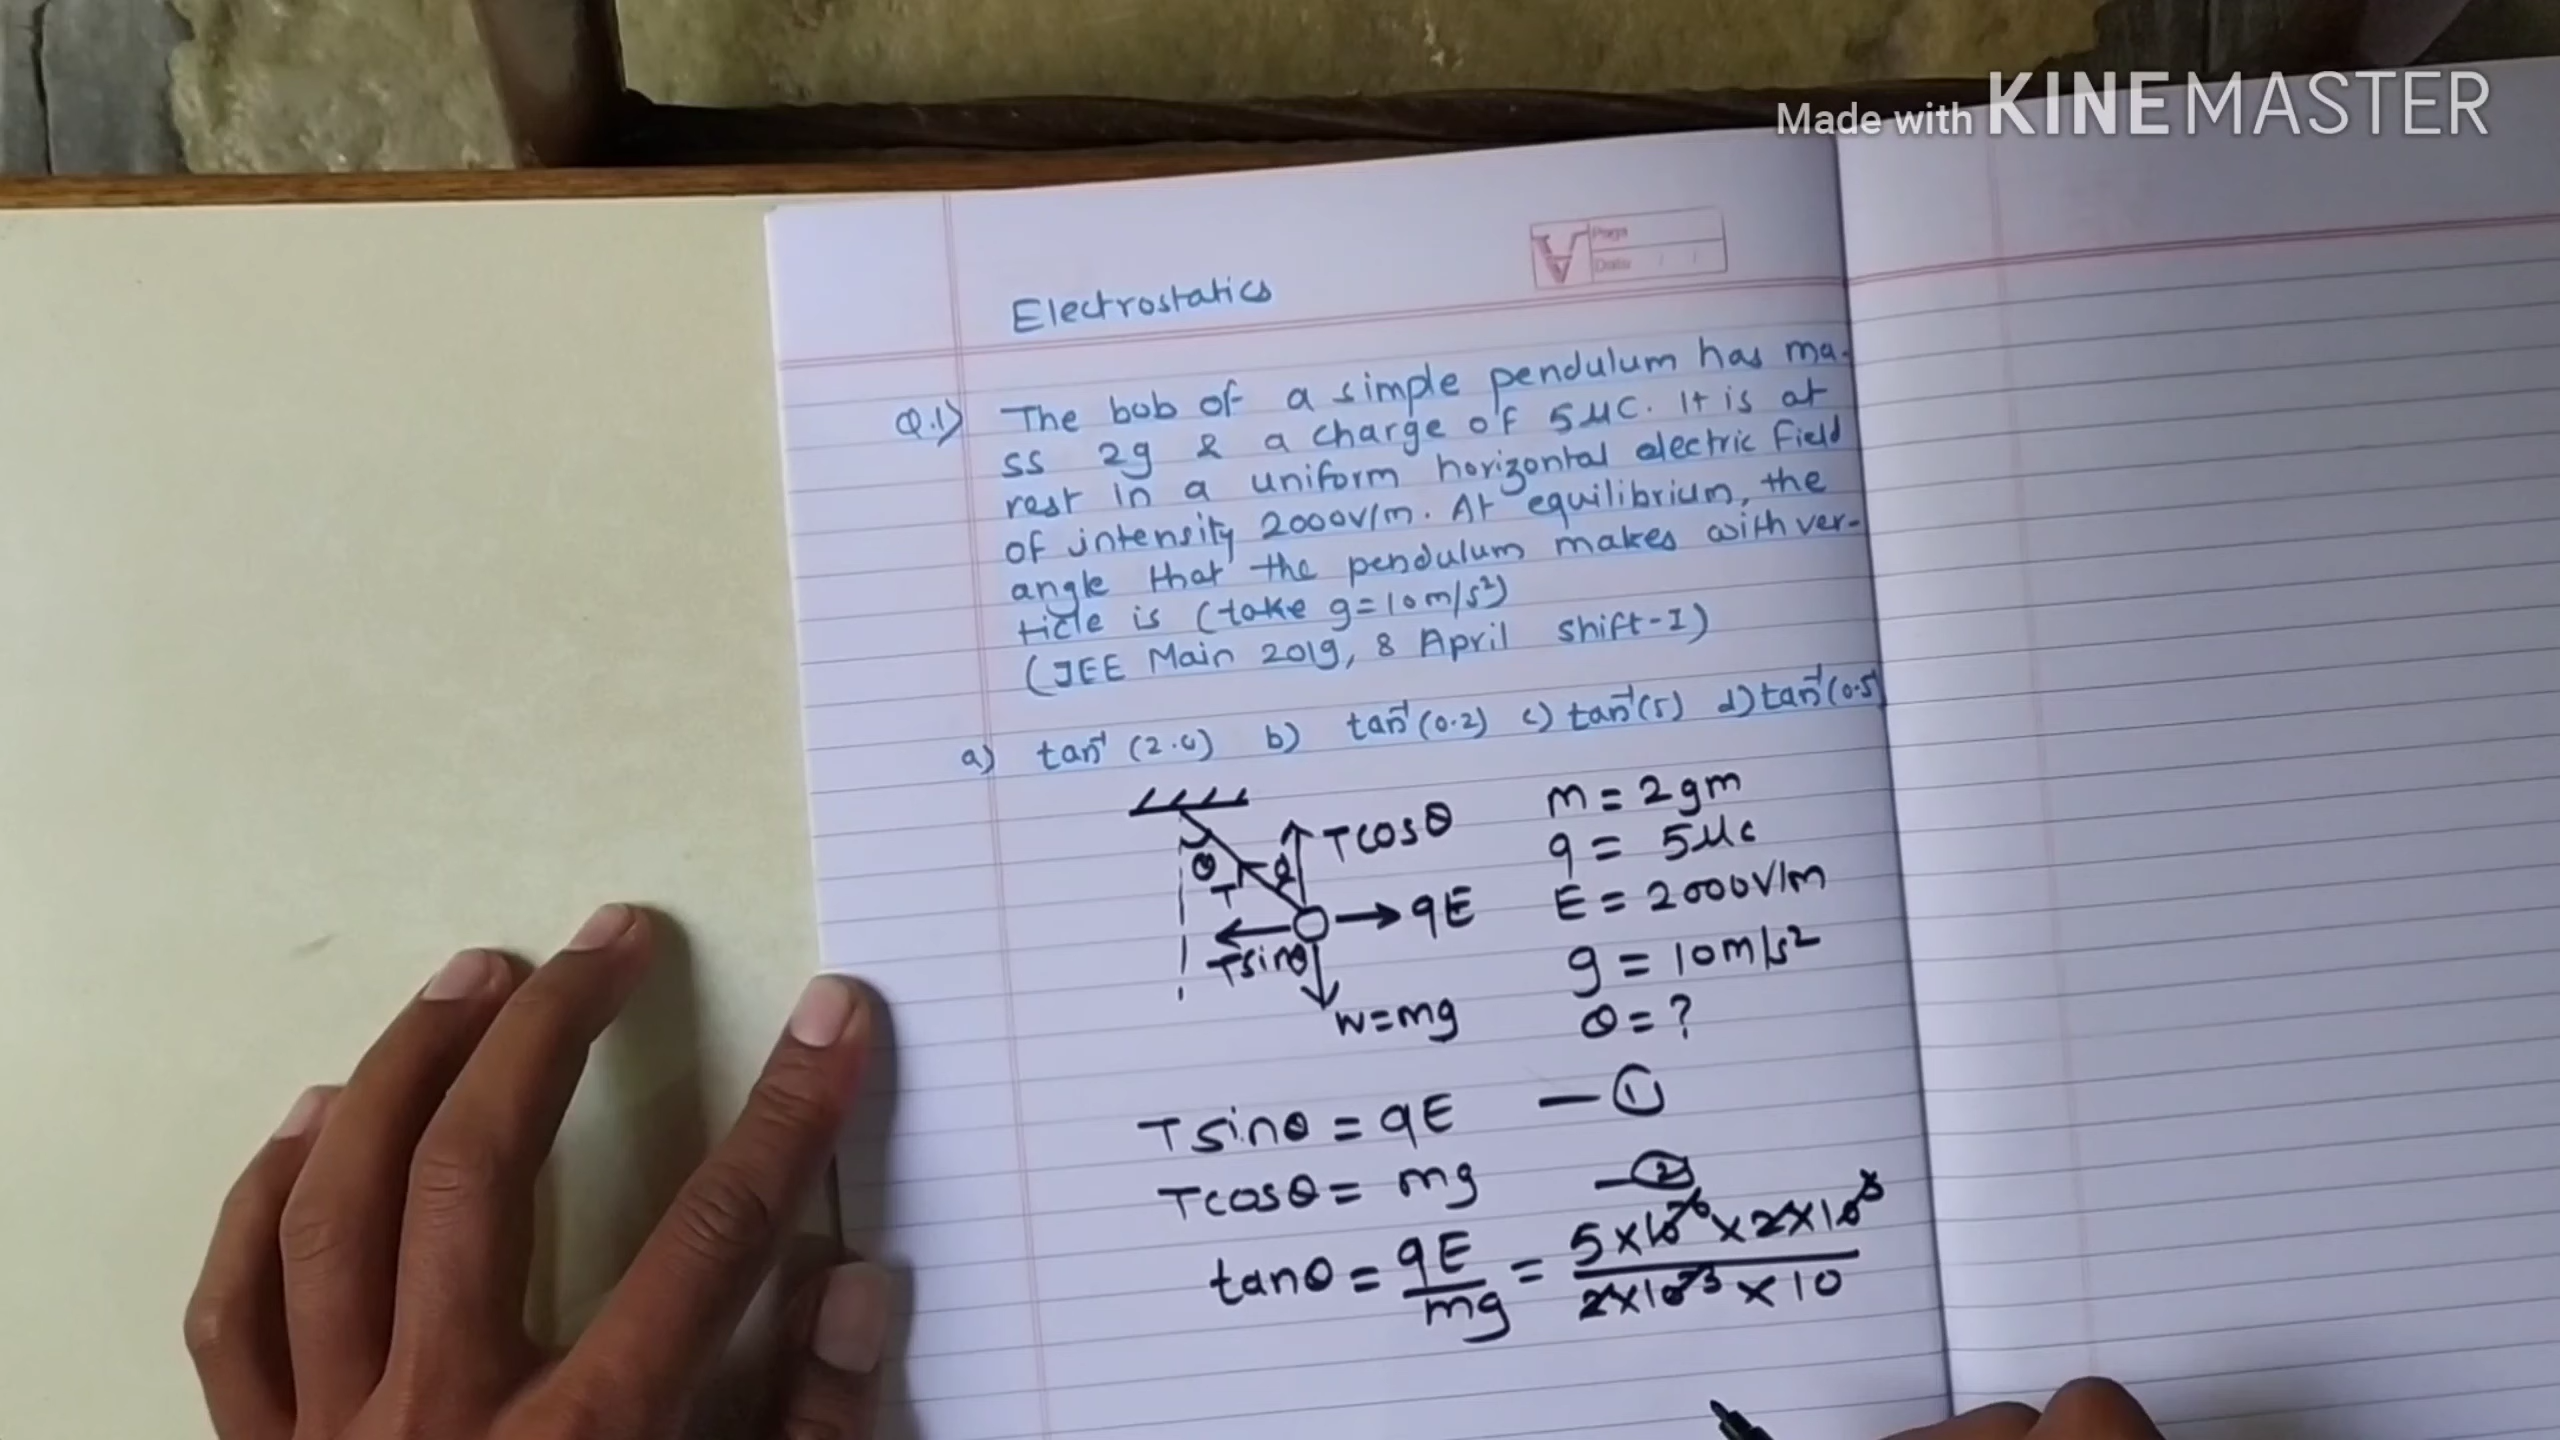 Made with KINEMASTER
Page
Date
Electrostatics
Q.1) The bob of a simple pendulum has ma-
ss 2g & a charge of 5μC. It is at
rest in a uniform horizontal electric field
of intensity 2000V/m. At equilibrium, the
angle that the pendulum makes with ver-
ticle is (take g=10m/s²)
(JEE Main 2019, 8 April shift-I)
a) tan⁻¹ (2.0) b) tan⁻¹(0.2) c) tan⁻¹(5) d) tan⁻¹(0.5)
Tcosθ
θ
T
θ
qE
Tsinθ
W=mg
m = 2gm
q = 5μc
E = 2000V/m
g = 10m/s²
θ = ?
Tsinθ = qE — ①
Tcosθ = mg — ②
tanθ = qE/mg = 5×10⁻⁶×2×10³/2×10⁻³×10